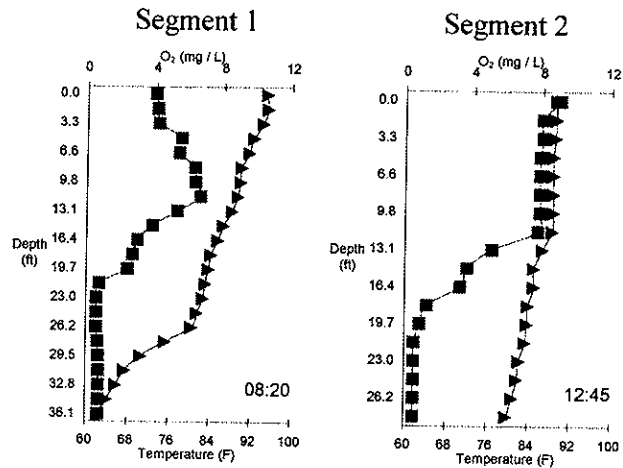 Segment 1
O₂ (mg / L)
0 4 8 12
0.0
3.3
6.6
9.8
13.1
16.4
19.7
23.0
26.2
29.5
32.8
36.1
Depth
(ft)
08:20
60 68 76 84 92 100
Temperature (F)
Segment 2
O₂ (mg / L)
0 4 8 12
0.0
3.3
6.6
9.8
13.1
16.4
19.7
23.0
26.2
Depth
(ft)
12:45
60 68 76 84 92 100
Temperature (F)